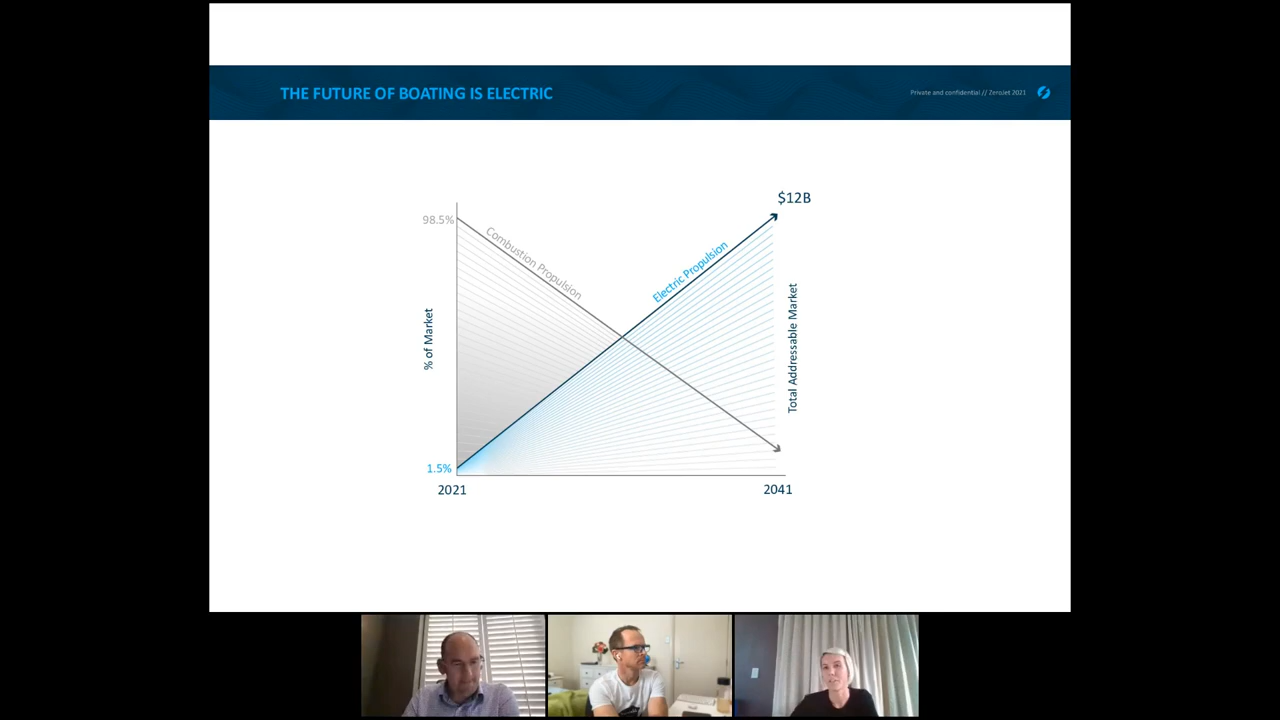 THE FUTURE OF BOATING IS ELECTRIC
Private and confidential // ZeroJet 2021
$12B
98.5%
Combustion Propulsion
Electric Propulsion
% of Market
Total Addressable Market
1.5%
2021
2041